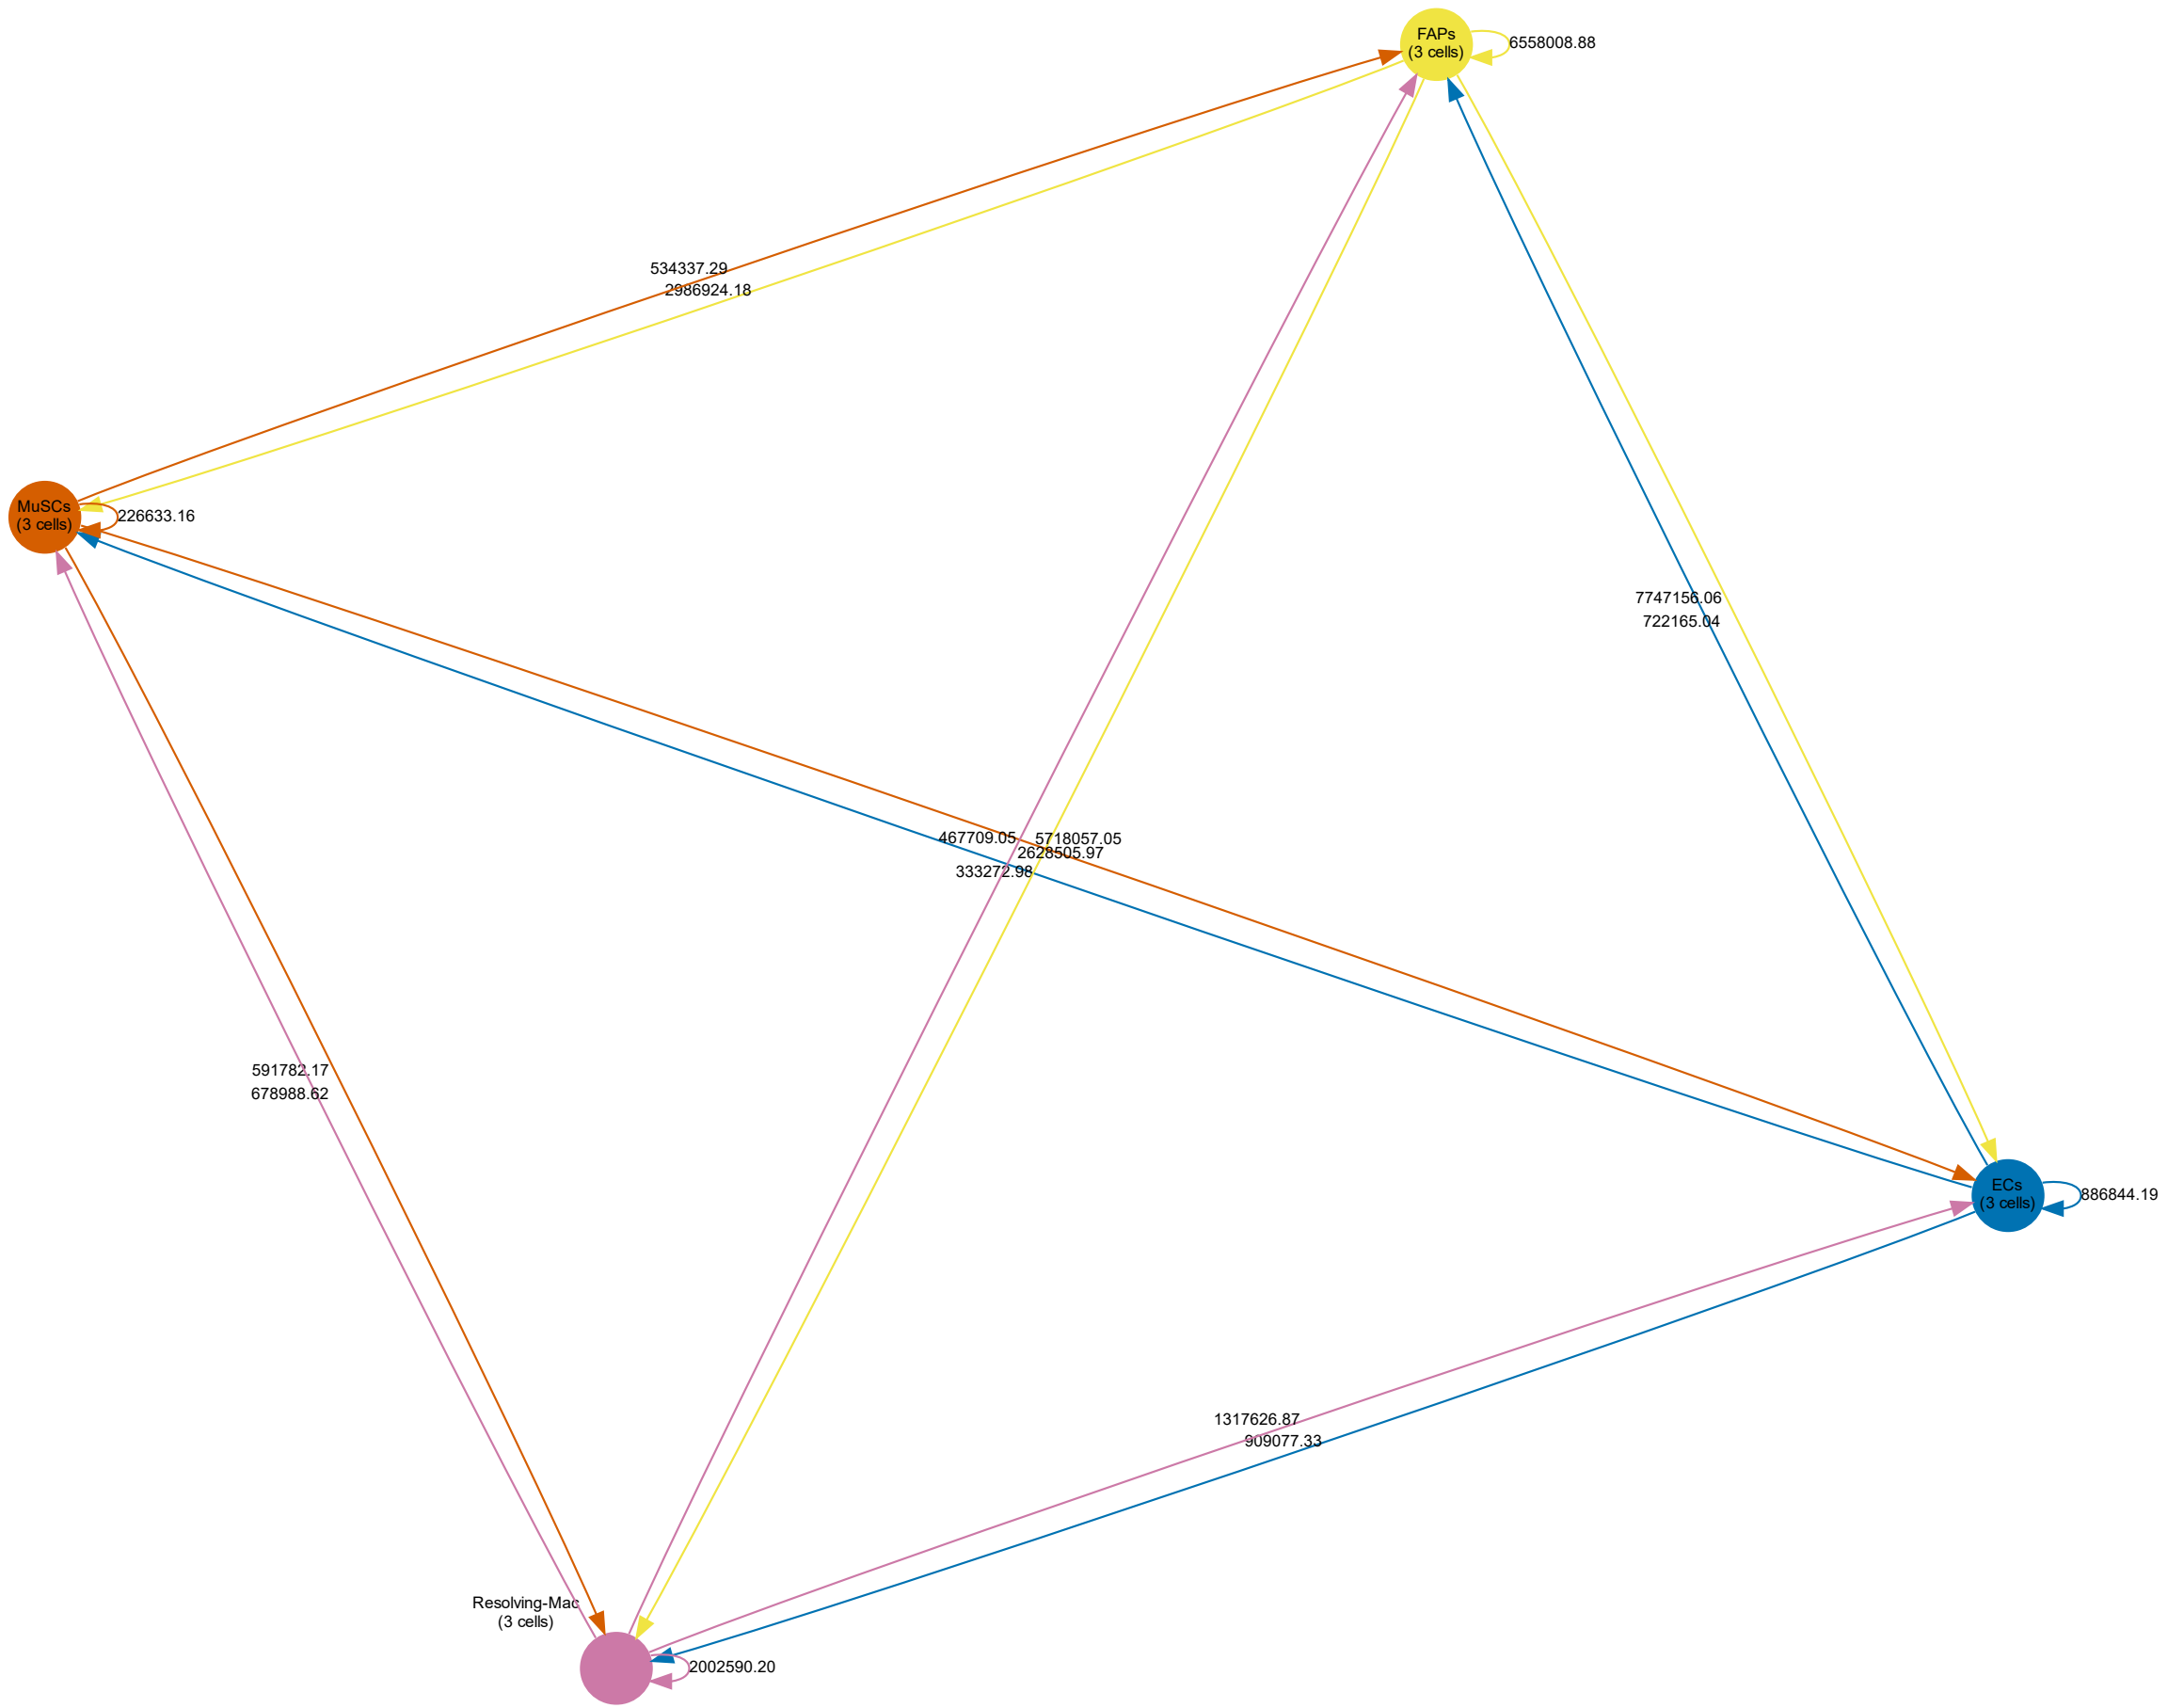 FAPs
(3 cells)
6558008.88
534337.29
2986924.18
MuSCs
(3 cells)
226633.16
7747156.06
722165.04
467709.05
5718057.05
2628505.97
333272.98
591782.17
678988.62
ECs
(3 cells)
886844.19
1317626.87
909077.33
Resolving-Mac
(3 cells)
2002590.20